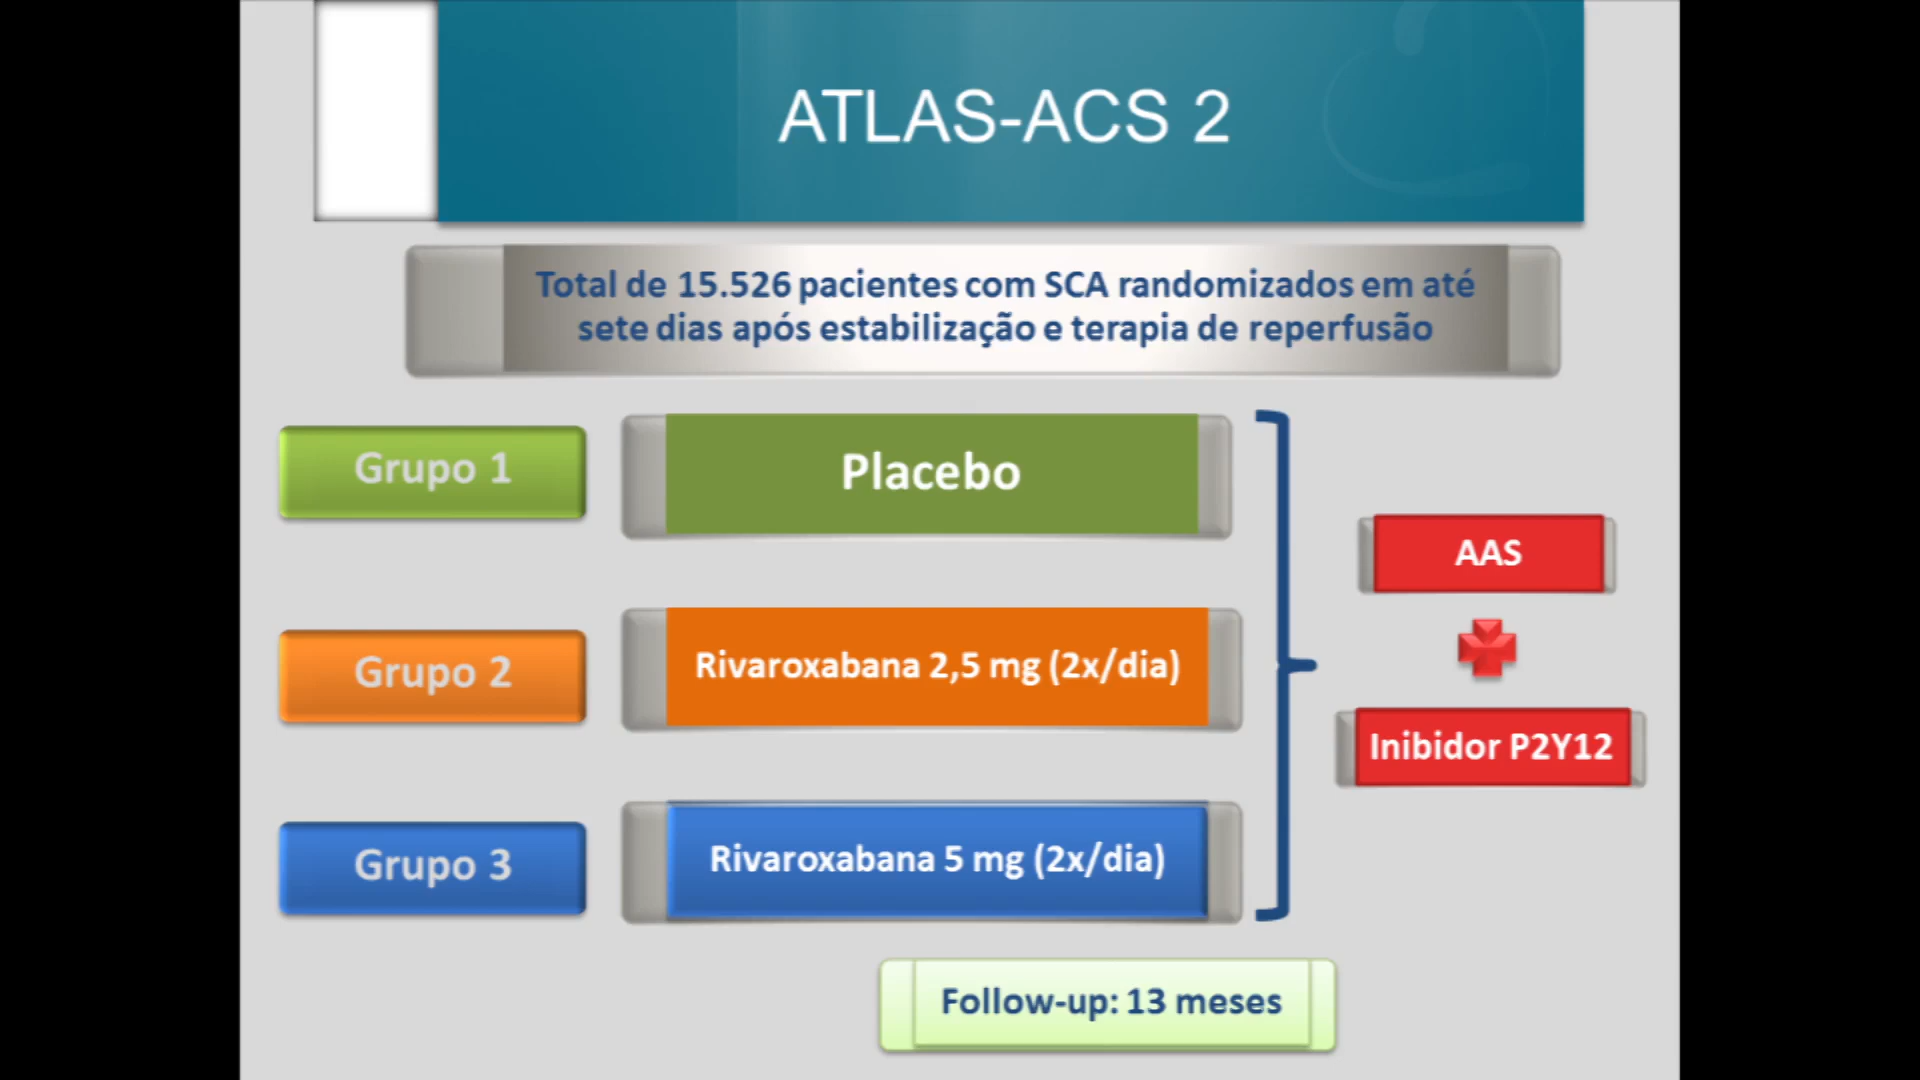 ATLAS-ACS 2
Total de 15.526 pacientes com SCA randomizados em até
sete dias após estabilização e terapia de reperfusão
Grupo 1
Placebo
Grupo 2
Rivaroxabana 2,5 mg (2x/dia)
Grupo 3
Rivaroxabana 5 mg (2x/dia)
AAS
Inibidor P2Y12
Follow-up: 13 meses